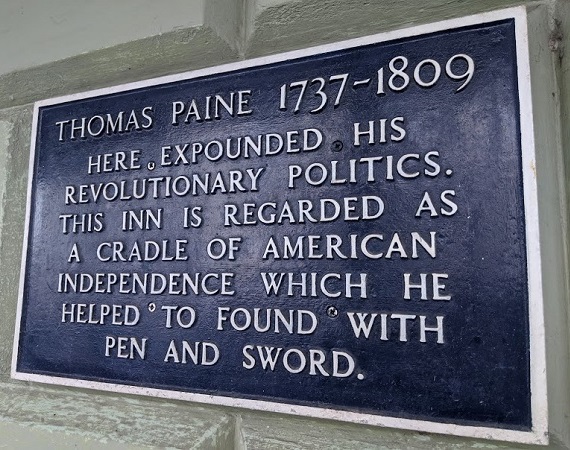 THOMAS PAINE 1737-1809
HERE EXPOUNDED HIS
REVOLUTIONARY POLITICS.
THIS INN IS REGARDED AS
A CRADLE OF AMERICAN
INDEPENDENCE WHICH HE
HELPED TO FOUND WITH
PEN AND SWORD.